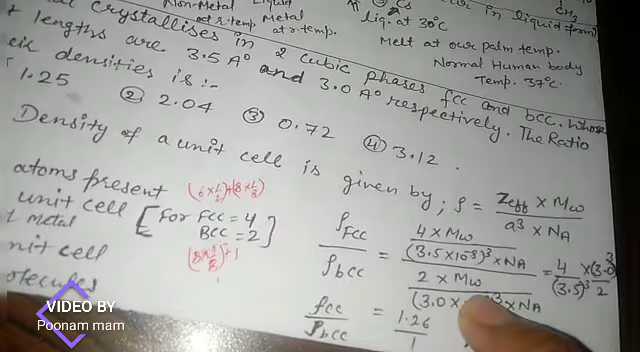 Non-Metal Liquid
at r.temp. Metal
at r.temp.
liq. at 30°C
in liquid form
CH2
Melt at our palm temp.
Normal Human body
Temp. 37°C.
crystallises in 2 cubic phases fcc and bcc. whose
lengths are 3.5 A° and 3.0 A° respectively. The Ratio
densities is :-
1.25 ② 2.04 ③ 0.72 ④ 3.12.
Density of a unit cell is given by; ρ = Zeff × Mw / a³ × NA
atoms present (6×1/2)+(8×1/8)
unit cell [For FCC = 4
BCC = 2]
metal (8×1/8)+1
unit cell
ρFCC / ρbcc = 4 × Mw / (3.5×10-8)³ × NA / 2 × Mw / (3.0 × NA = 4/(3.5)³ × (3.0)³/2
fcc / ρbcc = 1.26 / 1
VIDEO BY
Poonam mam